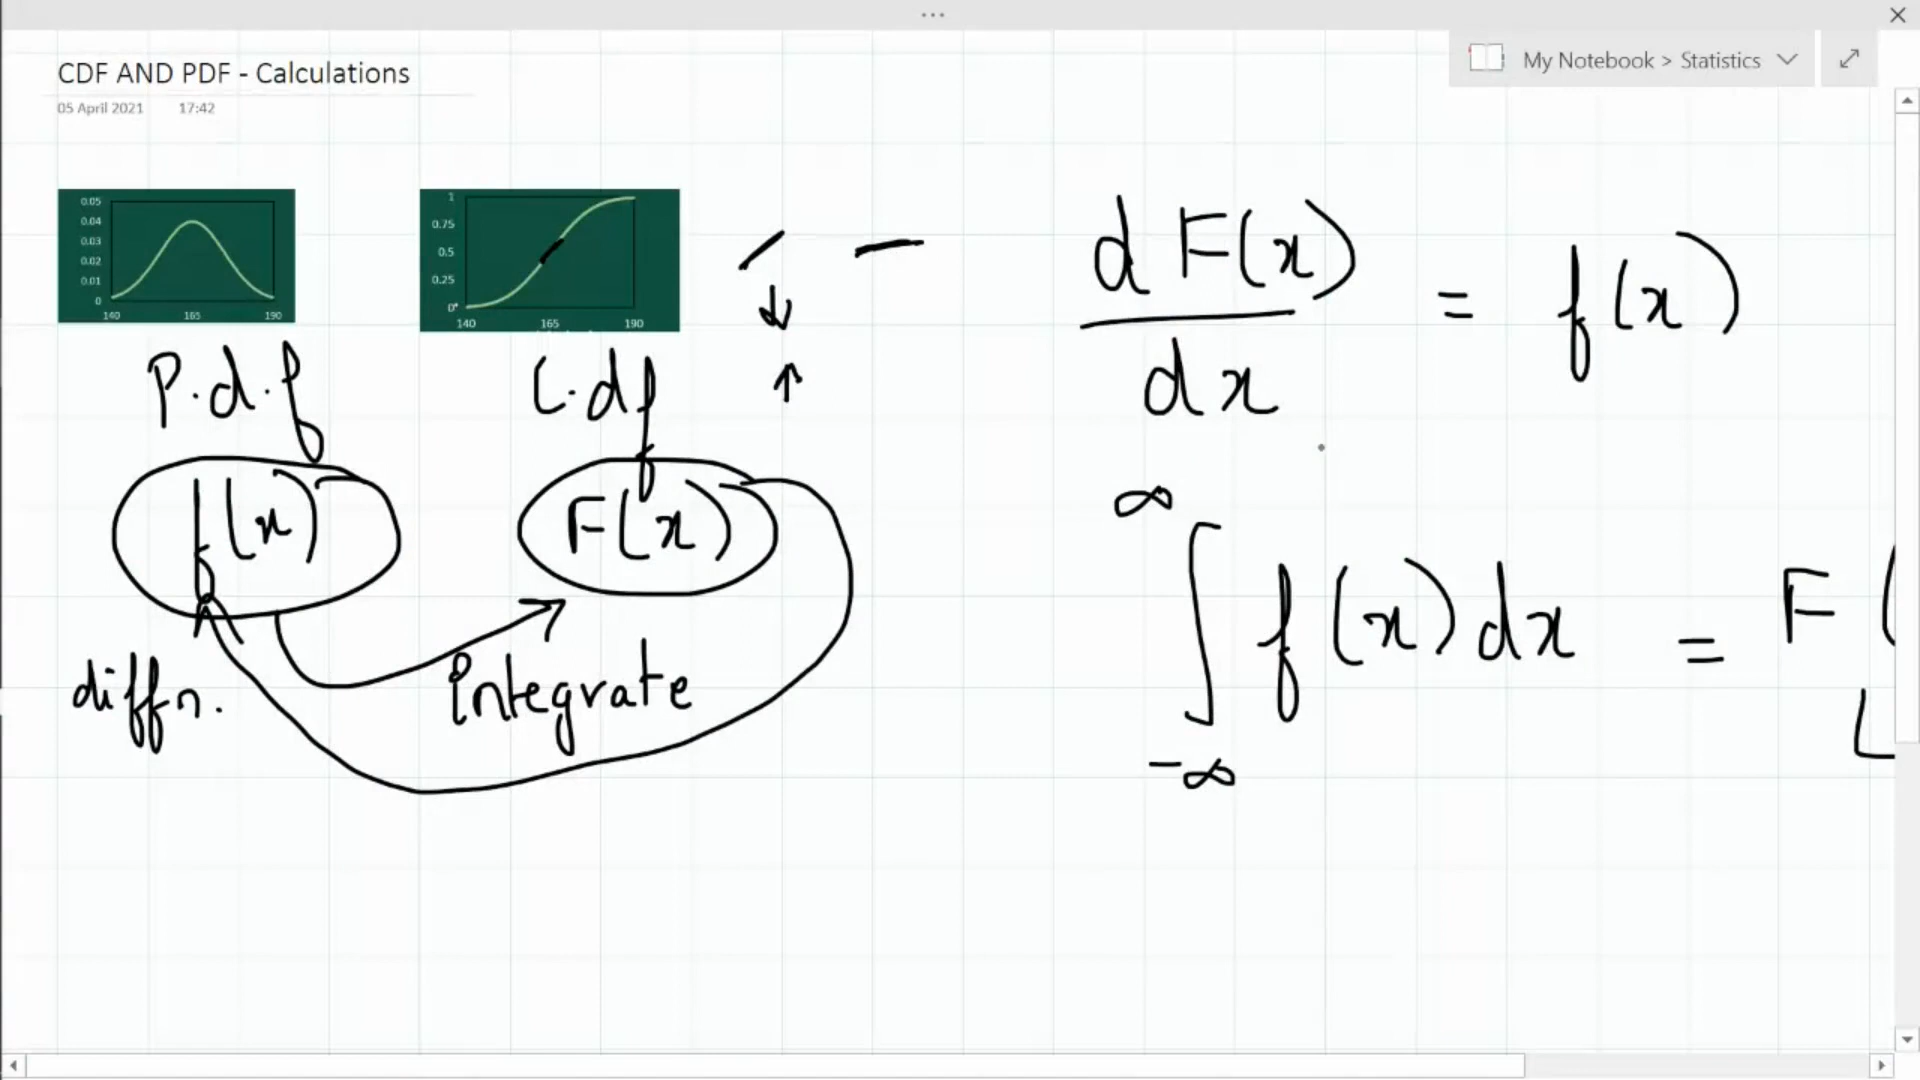 ...
My Notebook > Statistics
CDF AND PDF - Calculations
05 April 2021 17:42
0.05
0.04
0.03
0.02
0.01
0
140 165 190
1
0.75
0.5
0.25
0
140 165 190
P.d.f
C.df
f(x)
F(x)
diffn.
integrate
dF(x)
dx
= f(x)
∞
∫ f(x)dx = F(
-∞